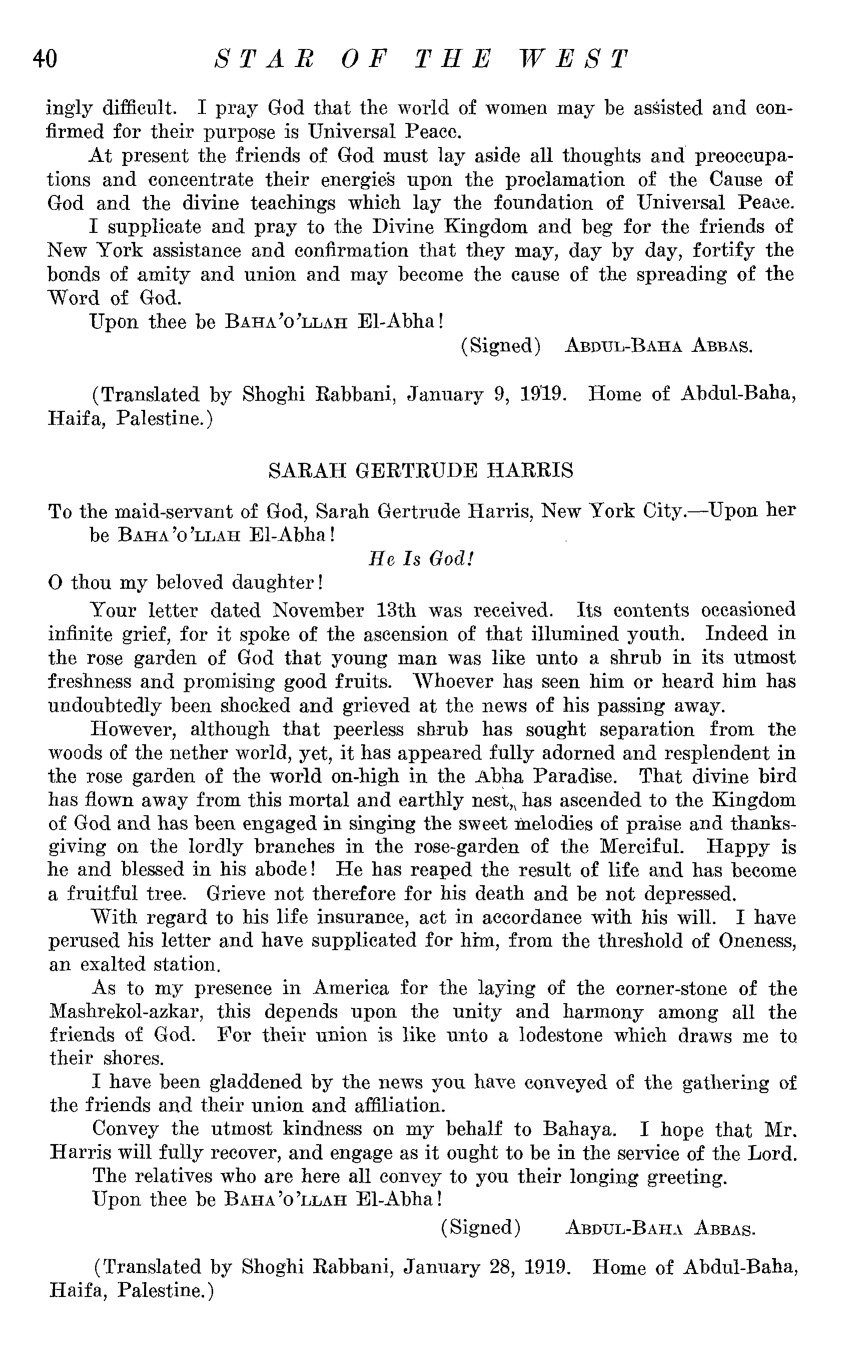 40 STAR OF THE WEST
ingly difficult. I pray God that the world of women may be assisted and con-
firmed for their purpose is Universal Peace.
At present the friends of God must lay aside all thoughts and preoccupa-
tions and concentrate their energies upon the proclamation of the Cause of
God and the divine teachings which lay the foundation of Universal Peace.
I supplicate and pray to the Divine Kingdom and beg for the friends of
New York assistance and confirmation that they may, day by day, fortify the
bonds of amity and union and may become the cause of the spreading of the
Word of God.
Upon thee be BAHA'O'LLAH El-Abha!
(Signed) ABDUL-BAHA ABBAS.
(Translated by Shoghi Rabbani, January 9, 1919. Home of Abdul-Baha,
Haifa, Palestine.)
SARAH GERTRUDE HARRIS
To the maid-servant of God, Sarah Gertrude Harris, New York City.—Upon her
be BAHA'O'LLAH El-Abha!
He Is God!
O thou my beloved daughter!
Your letter dated November 13th was received. Its contents occasioned
infinite grief, for it spoke of the ascension of that illumined youth. Indeed in
the rose garden of God that young man was like unto a shrub in its utmost
freshness and promising good fruits. Whoever has seen him or heard him has
undoubtedly been shocked and grieved at the news of his passing away.
However, although that peerless shrub has sought separation from the
woods of the nether world, yet, it has appeared fully adorned and resplendent in
the rose garden of the world on-high in the Abha Paradise. That divine bird
has flown away from this mortal and earthly nest, has ascended to the Kingdom
of God and has been engaged in singing the sweet melodies of praise and thanks-
giving on the lordly branches in the rose-garden of the Merciful. Happy is
he and blessed in his abode! He has reaped the result of life and has become
a fruitful tree. Grieve not therefore for his death and be not depressed.
With regard to his life insurance, act in accordance with his will. I have
perused his letter and have supplicated for him, from the threshold of Oneness,
an exalted station.
As to my presence in America for the laying of the corner-stone of the
Mashrekol-azkar, this depends upon the unity and harmony among all the
friends of God. For their union is like unto a lodestone which draws me to
their shores.
I have been gladdened by the news you have conveyed of the gathering of
the friends and their union and affiliation.
Convey the utmost kindness on my behalf to Bahaya. I hope that Mr.
Harris will fully recover, and engage as it ought to be in the service of the Lord.
The relatives who are here all convey to you their longing greeting.
Upon thee be BAHA'O'LLAH El-Abha!
(Signed) ABDUL-BAHA ABBAS.
(Translated by Shoghi Rabbani, January 28, 1919. Home of Abdul-Baha,
Haifa, Palestine.)